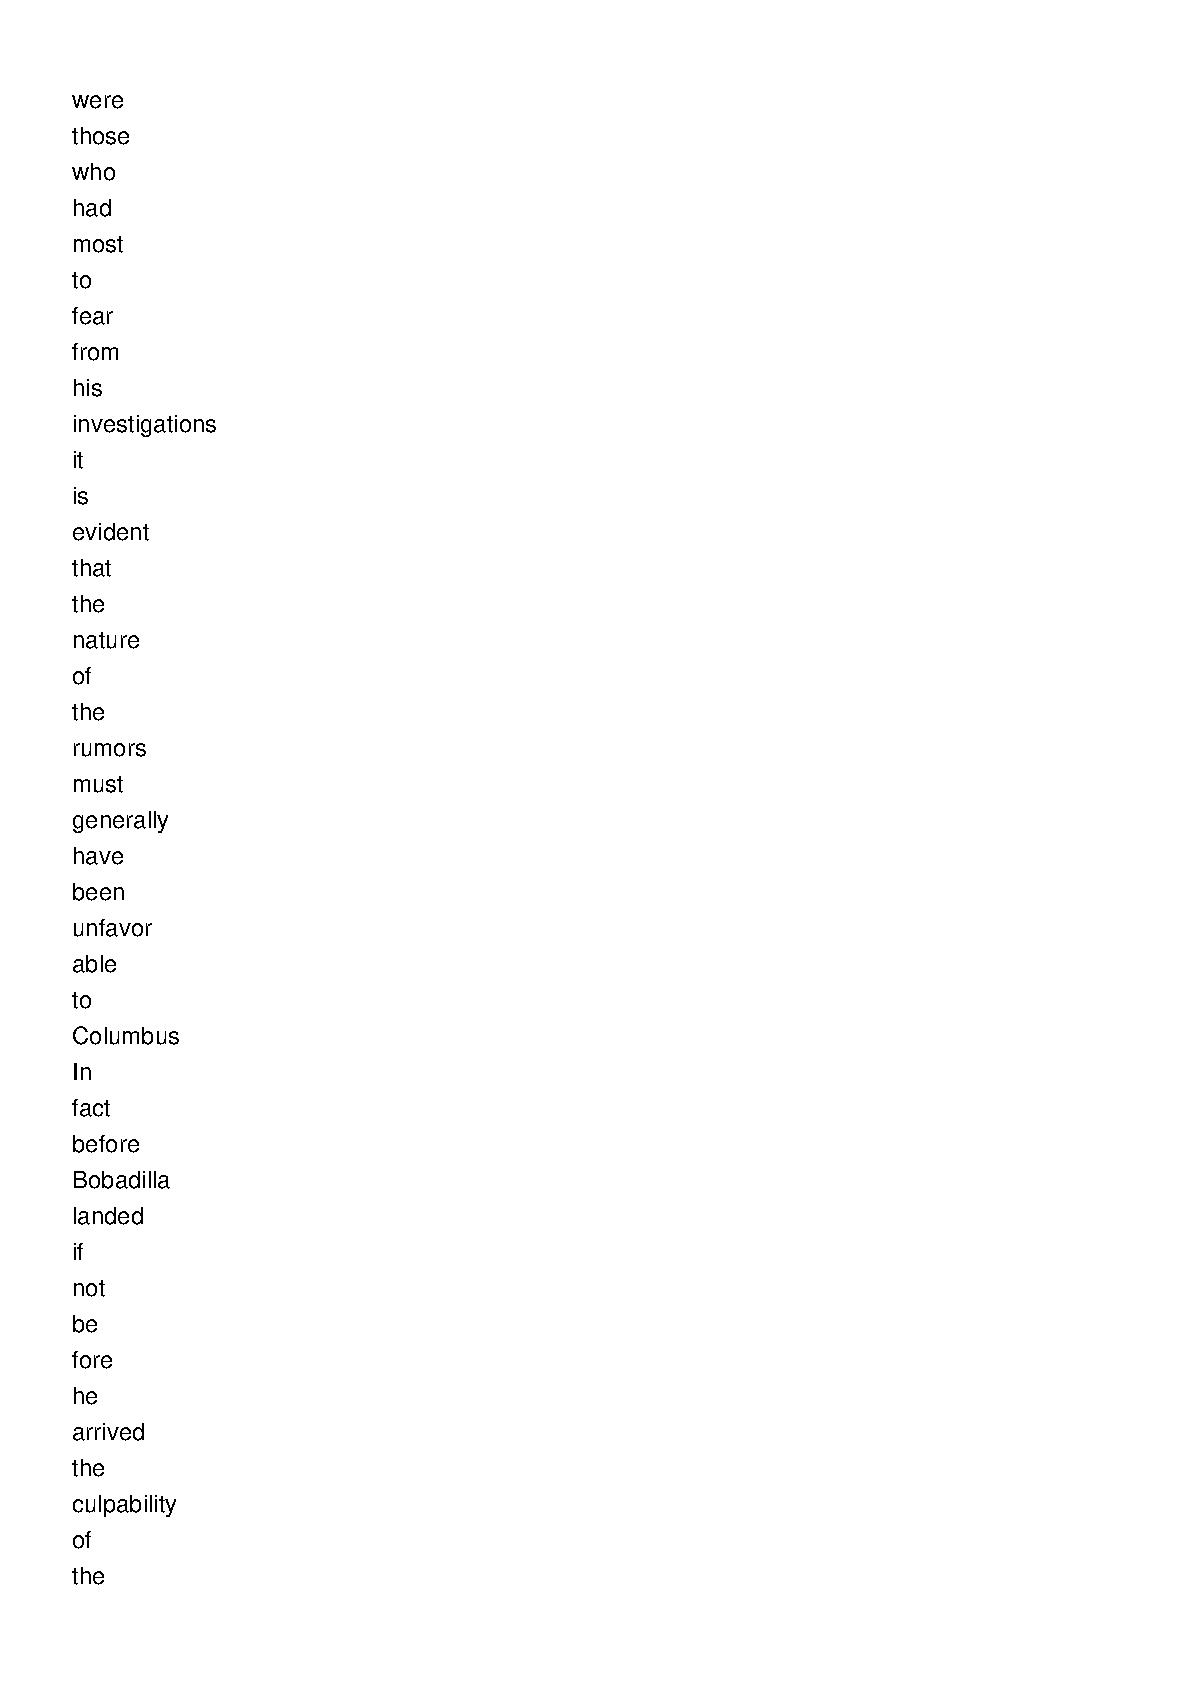 were
those
who
had
most
to
fear
from
his
investigations
it
is
evident
that
the
nature
of
the
rumors
must
generally
have
been
unfavor
able
to
Columbus
In
fact
before
Bobadilla
landed
if
not
be
fore
he
arrived
the
culpability
of
the